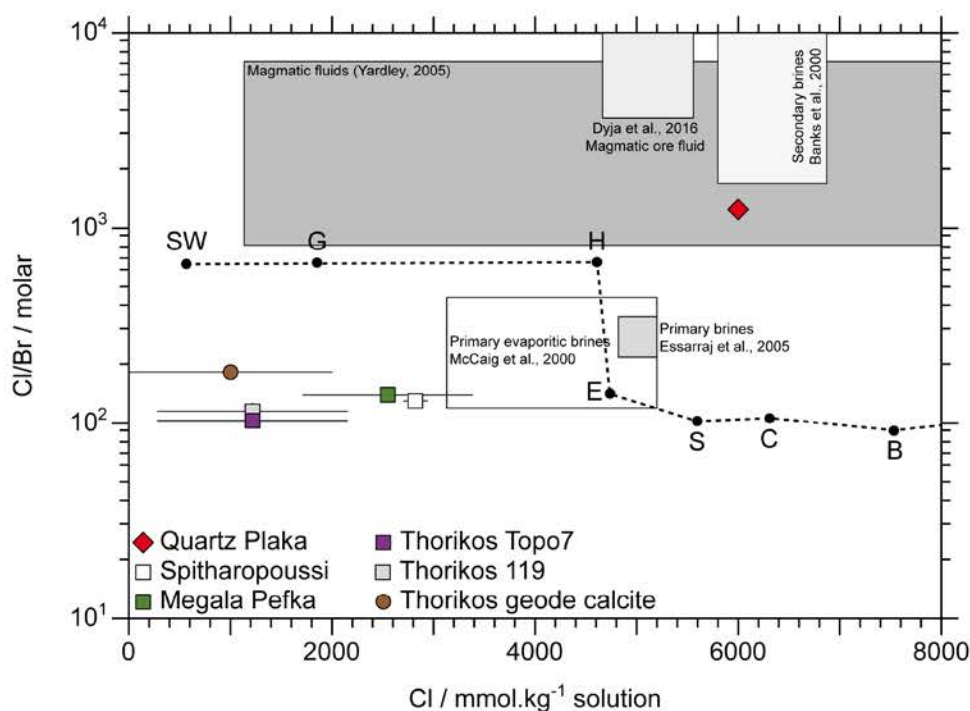 10⁴
Magmatic fluids (Yardley, 2005)
Dyja et al., 2016
Magmatic ore fluid
Secondary brines
Banks et al., 2000
10³
SW
G
H
Cl/Br / molar
Primary evaporitic brines
McCaig et al., 2000
Primary brines
Essarraj et al., 2005
E
10²
S
C
B
Quartz Plaka
Spitharopoussi
Megala Pefka
Thorikos Topo7
Thorikos 119
Thorikos geode calcite
10¹
0 2000 4000 6000 8000
Cl / mmol.kg⁻¹ solution